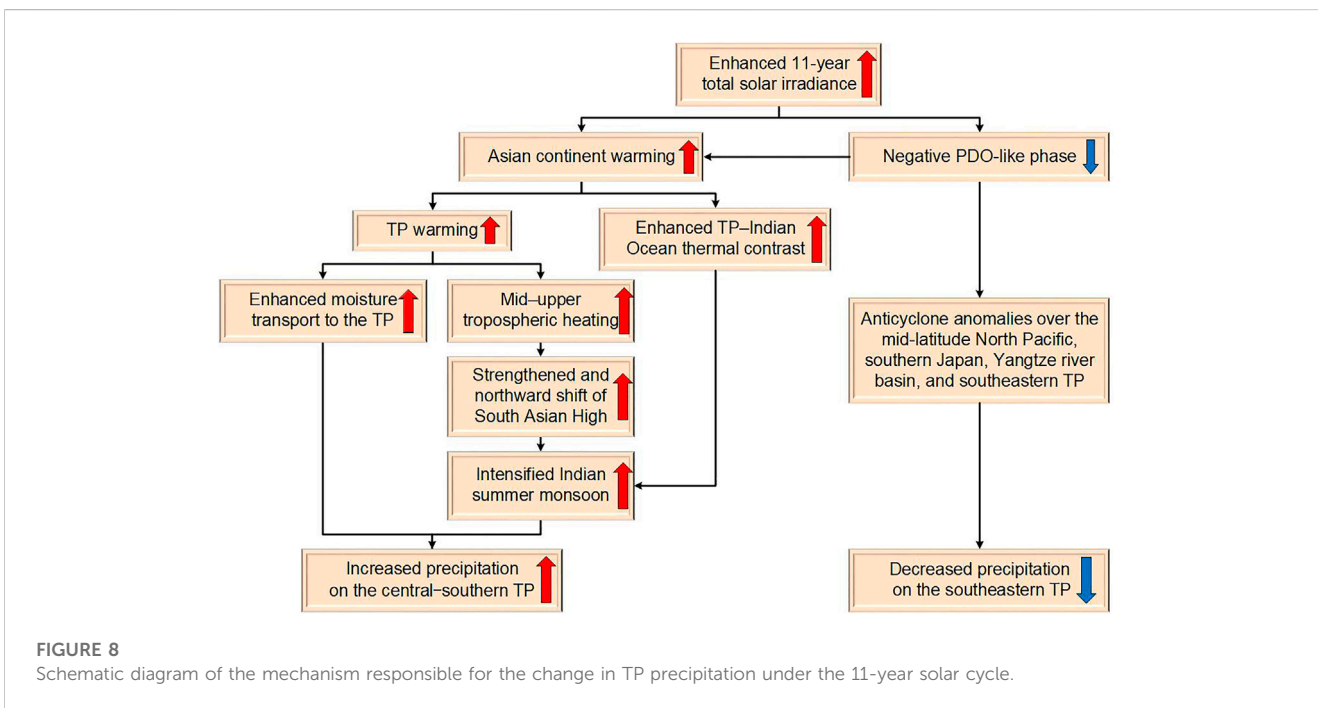 Enhanced 11-year
total solar irradiance
Asian continent warming
Negative PDO-like phase
TP warming
Enhanced TP–Indian
Ocean thermal contrast
Enhanced moisture
transport to the TP
Mid–upper
tropospheric heating
Anticyclone anomalies over the
mid-latitude North Pacific,
southern Japan, Yangtze river
basin, and southeastern TP
Strengthened and
northward shift of
South Asian High
Intensified Indian
summer monsoon
Increased precipitation
on the central–southern TP
Decreased precipitation
on the southeastern TP
FIGURE 8
Schematic diagram of the mechanism responsible for the change in TP precipitation under the 11-year solar cycle.